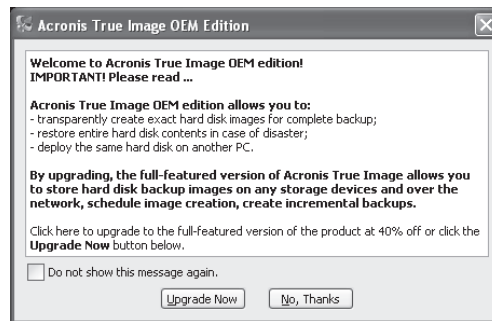 Acronis True Image OEM Edition
Welcome to Acronis True Image OEM edition!
IMPORTANT! Please read ...
Acronis True Image OEM edition allows you to:
- transparently create exact hard disk images for complete backup;
- restore entire hard disk contents in case of disaster;
- deploy the same hard disk on another PC.
By upgrading, the full-featured version of Acronis True Image allows you
to store hard disk backup images on any storage devices and over the
network, schedule image creation, create incremental backups.
Click here to upgrade to the full-featured version of the product at 40% off or click the
Upgrade Now button below.
Do not show this message again.
Upgrade Now No, Thanks